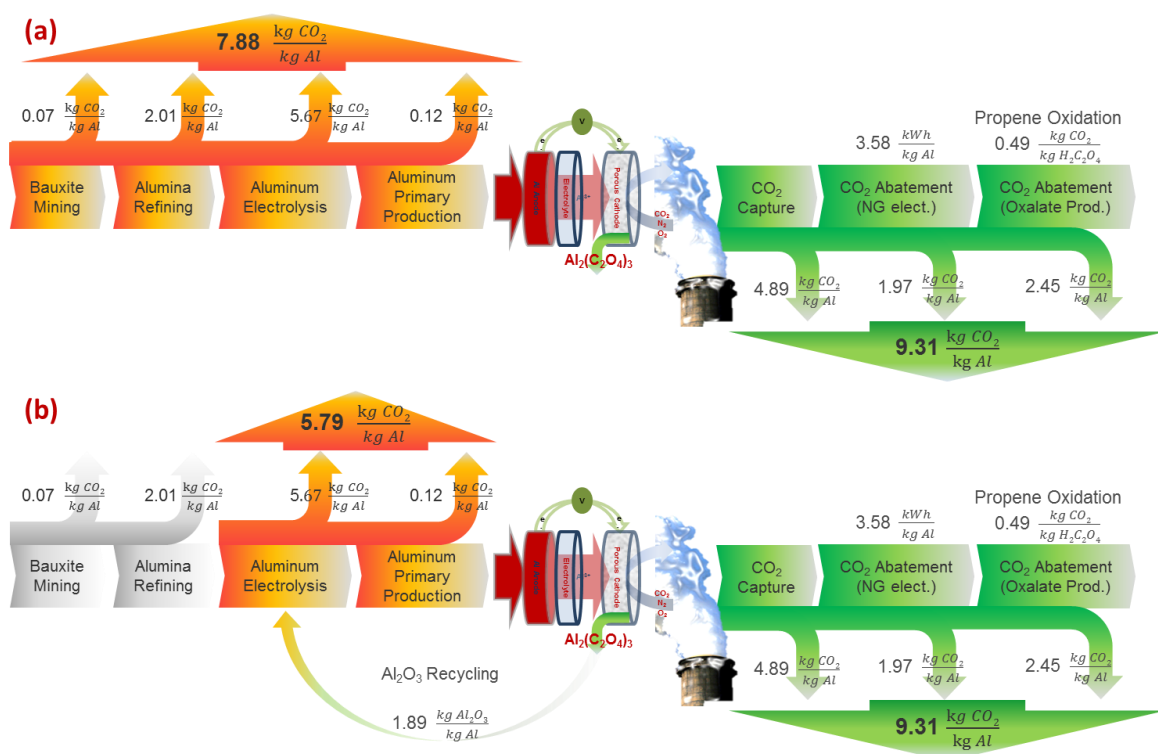 (a)
7.88 kg CO₂ / kg Al
0.07 kg CO₂ / kg Al
2.01 kg CO₂ / kg Al
5.67 kg CO₂ / kg Al
0.12 kg CO₂ / kg Al
Bauxite
Mining
Alumina
Refining
Aluminum
Electrolysis
Aluminum
Primary
Production
V
e
e
Electrolyte
Porous Cathode
Al₂(C₂O₄)₃
CO₂
N₂
O₂
Propene Oxidation
3.58 kWh / kg Al
0.49 kg CO₂ / kg H₂C₂O₄
CO₂
Capture
CO₂ Abatement
(NG elect.)
CO₂ Abatement
(Oxalate Prod.)
4.89 kg CO₂ / kg Al
1.97 kg CO₂ / kg Al
2.45 kg CO₂ / kg Al
9.31 kg CO₂ / kg Al
(b)
5.79 kg CO₂ / kg Al
0.07 kg CO₂ / kg Al
2.01 kg CO₂ / kg Al
5.67 kg CO₂ / kg Al
0.12 kg CO₂ / kg Al
Bauxite
Mining
Alumina
Refining
Aluminum
Electrolysis
Aluminum
Primary
Production
V
e
e
Electrolyte
Porous Cathode
Al₂(C₂O₄)₃
CO₂
N₂
O₂
Propene Oxidation
3.58 kWh / kg Al
0.49 kg CO₂ / kg H₂C₂O₄
CO₂
Capture
CO₂ Abatement
(NG elect.)
CO₂ Abatement
(Oxalate Prod.)
4.89 kg CO₂ / kg Al
1.97 kg CO₂ / kg Al
2.45 kg CO₂ / kg Al
9.31 kg CO₂ / kg Al
Al₂O₃ Recycling
1.89 kg Al₂O₃ / kg Al